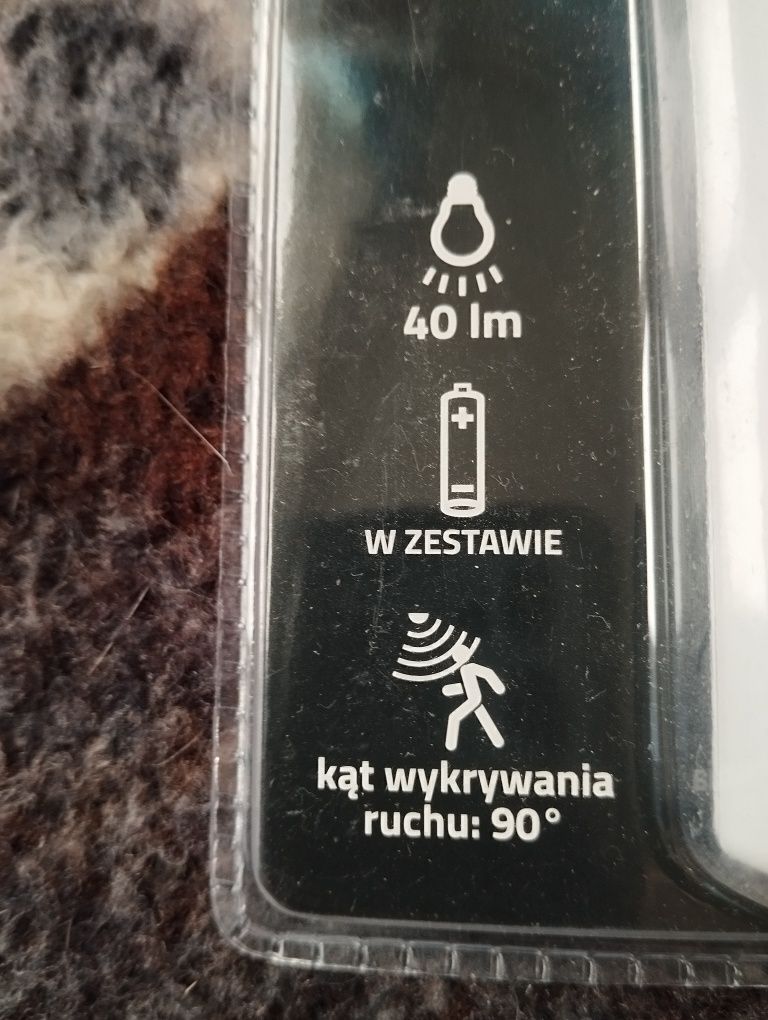 40 lm
W ZESTAWIE
kąt wykrywania
ruchu: 90°